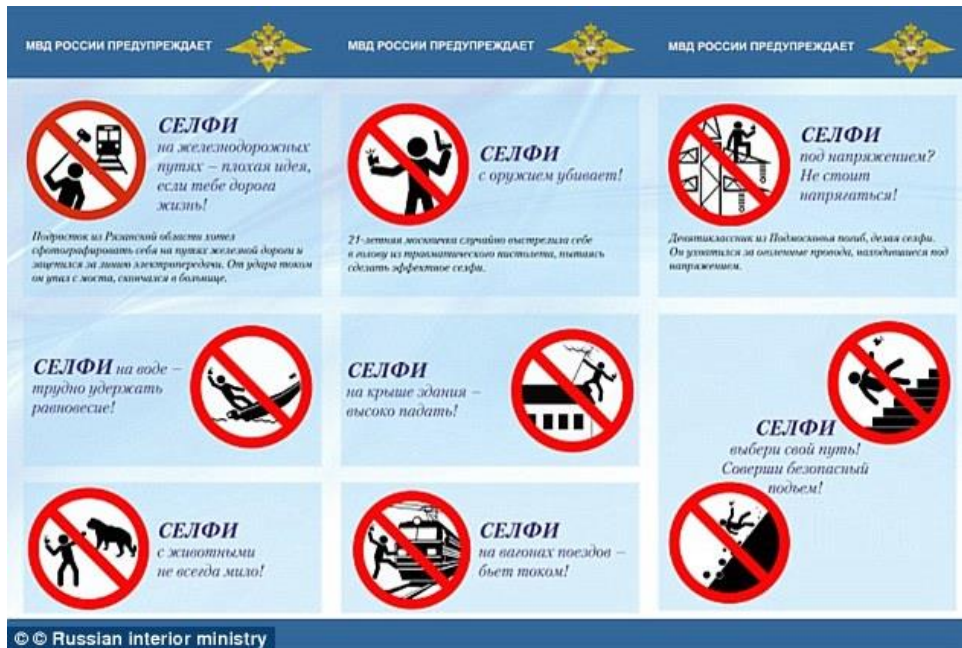 МВД РОССИИ ПРЕДУПРЕЖДАЕТ
МВД РОССИИ ПРЕДУПРЕЖДАЕТ
МВД РОССИИ ПРЕДУПРЕЖДАЕТ
СЕЛФИ
на железнодорожных
путях – плохая идея,
если тебе дорога
жизнь!
Подросток из Рязанской области хотел
сфотографировать себя на путях железной дороги и
зацепился за линию электропередачи. От удара током
он упал с моста, скончался в больнице.
СЕЛФИ
с оружием убивает!
21-летняя москвичка случайно выстрелила себе
в голову из травматического пистолета, пытаясь
сделать эффектное селфи.
СЕЛФИ
под напряжением?
Не стоит
напрягаться!
Девятиклассник из Подмосковья погиб, делая селфи.
Он ухватился за оголенные провода, находившиеся под
напряжением.
СЕЛФИ на воде –
трудно удержать
равновесие!
СЕЛФИ
на крыше здания –
высоко падать!
СЕЛФИ
выбери свой путь!
Соверши безопасный
подъем!
СЕЛФИ
с животными
не всегда мило!
СЕЛФИ
на вагонах поездов –
бьет током!
© © Russian interior ministry